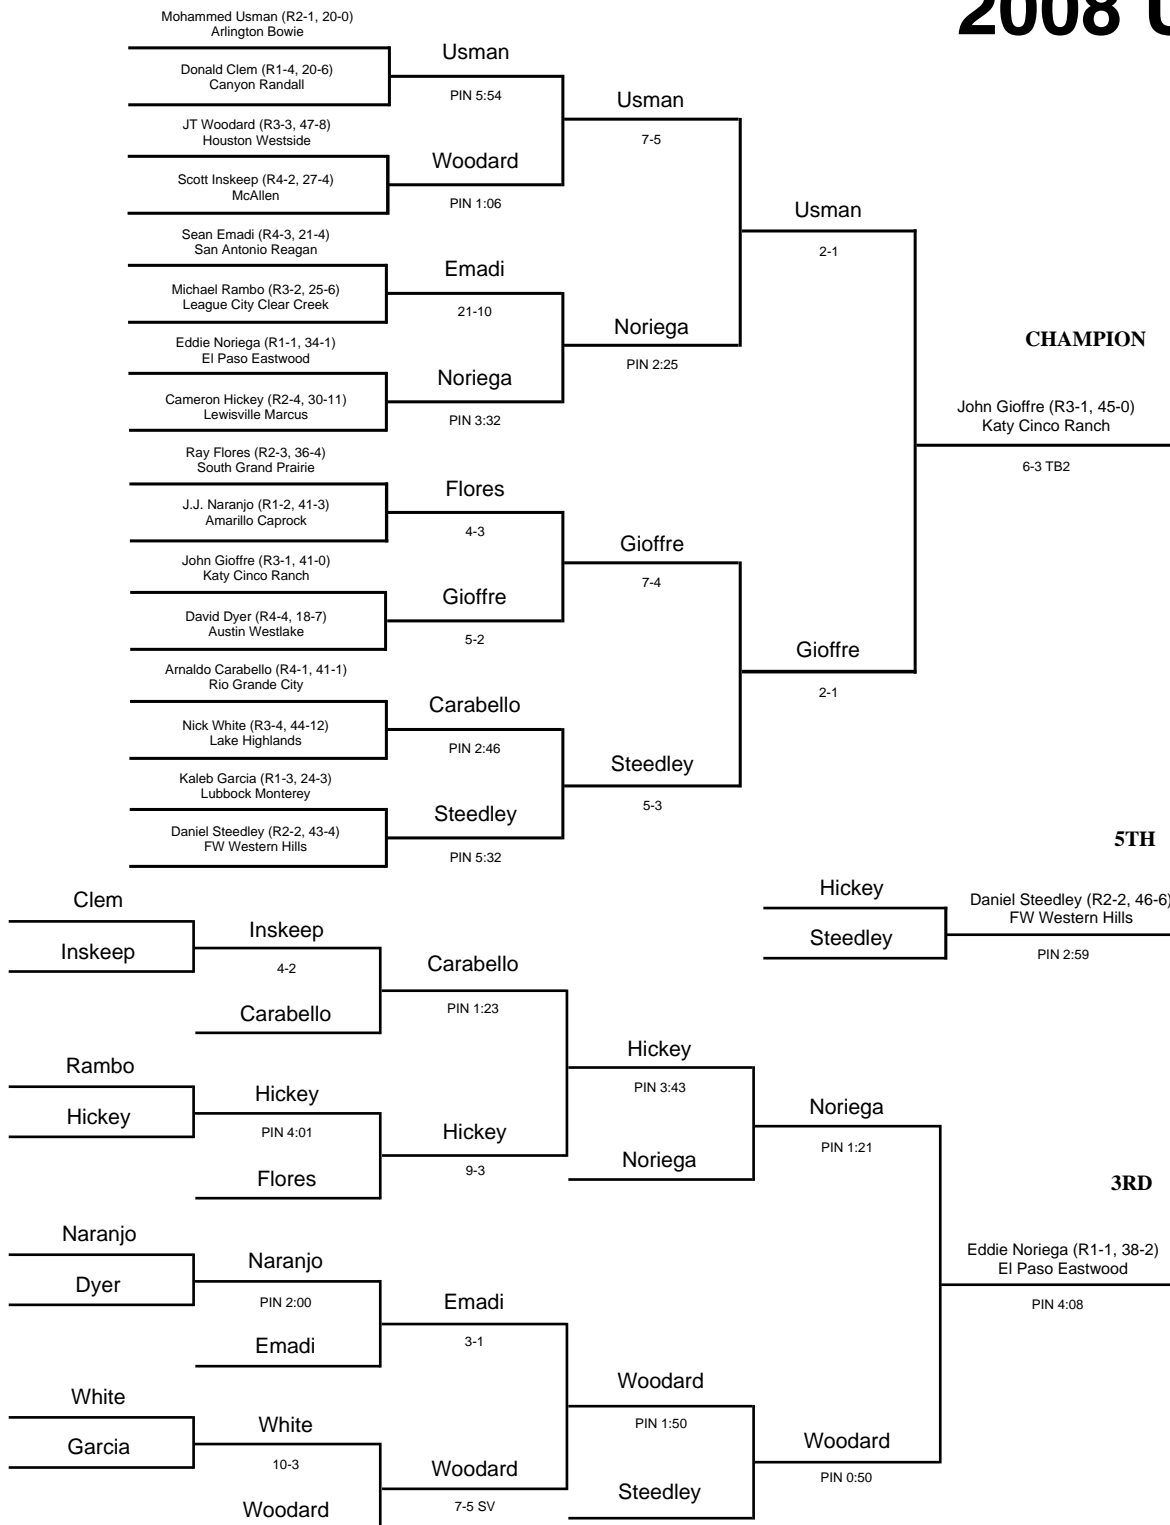 2008 U
Mohammed Usman (R2-1, 20-0)
Arlington Bowie
Usman
Donald Clem (R1-4, 20-6)
Canyon Randall
PIN 5:54
Usman
JT Woodard (R3-3, 47-8)
Houston Westside
7-5
Woodard
Scott Inskeep (R4-2, 27-4)
McAllen
PIN 1:06
Usman
Sean Emadi (R4-3, 21-4)
San Antonio Reagan
2-1
Emadi
Michael Rambo (R3-2, 25-6)
League City Clear Creek
21-10
Noriega
Eddie Noriega (R1-1, 34-1)
El Paso Eastwood
PIN 2:25
CHAMPION
Noriega
Cameron Hickey (R2-4, 30-11)
Lewisville Marcus
PIN 3:32
John Gioffre (R3-1, 45-0)
Katy Cinco Ranch
6-3 TB2
Ray Flores (R2-3, 36-4)
South Grand Prairie
Flores
J.J. Naranjo (R1-2, 41-3)
Amarillo Caprock
4-3
Gioffre
John Gioffre (R3-1, 41-0)
Katy Cinco Ranch
7-4
Gioffre
David Dyer (R4-4, 18-7)
Austin Westlake
5-2
Gioffre
Arnaldo Carabello (R4-1, 41-1)
Rio Grande City
2-1
Carabello
Nick White (R3-4, 44-12)
Lake Highlands
PIN 2:46
Steedley
Kaleb Garcia (R1-3, 24-3)
Lubbock Monterey
5-3
Steedley
Daniel Steedley (R2-2, 43-4)
FW Western Hills
PIN 5:32
5TH
Hickey
Steedley
Daniel Steedley (R2-2, 46-6)
FW Western Hills
PIN 2:59
Clem
Inskeep
Inskeep
4-2
Carabello
Carabello
PIN 1:23
Rambo
Hickey
Hickey
PIN 4:01
Flores
Hickey
9-3
Hickey
PIN 3:43
Noriega
Noriega
PIN 1:21
3RD
Naranjo
Dyer
Naranjo
PIN 2:00
Emadi
Emadi
3-1
Eddie Noriega (R1-1, 38-2)
El Paso Eastwood
PIN 4:08
White
Garcia
White
10-3
Woodard
Woodard
7-5 SV
Woodard
PIN 1:50
Steedley
Woodard
PIN 0:50